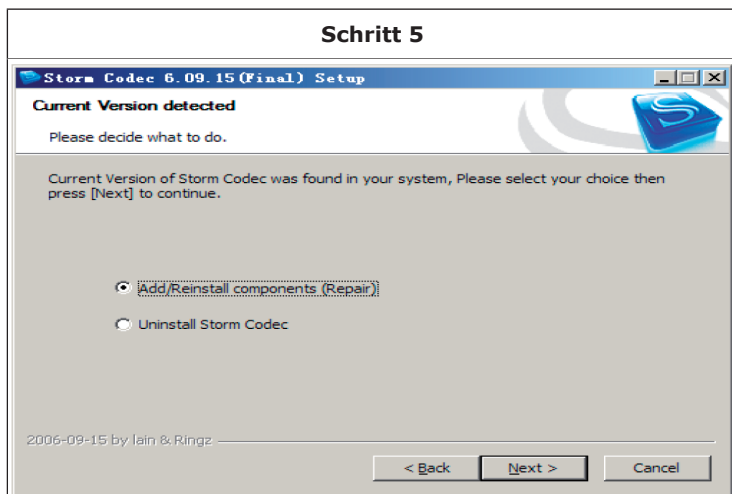 Schritt 5
Storm Codec 6.09.15(Final) Setup
Current Version detected
Please decide what to do.
Current Version of Storm Codec was found in your system, Please select your choice then
press [Next] to continue.
Add/Reinstall components (Repair)
Uninstall Storm Codec
2006-09-15 by lain & Ringz
< Back
Next >
Cancel